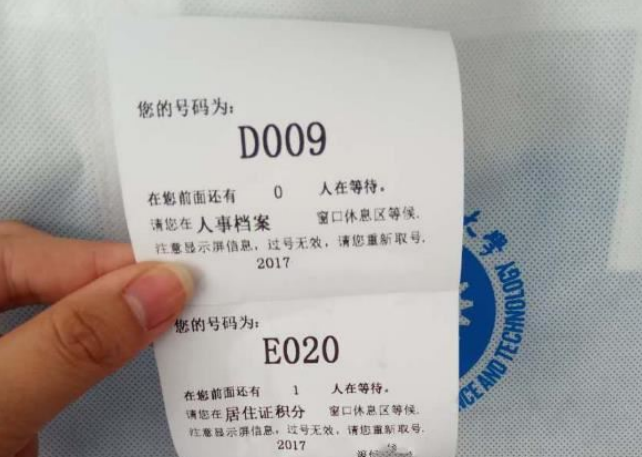 您的号码为:
D009
在您前面还有 0 人在等待。
请您在 人事档案 窗口休息区等候.
注意显示屏信息，过号无效，请您重新取号.
2017
您的号码为:
E020
在您前面还有 1 人在等待。
请您在 居住证积分 窗口休息区等候.
注意显示屏信息，过号无效，请您重新取号.
2017
大學
NCE AND TECHNOLOGY